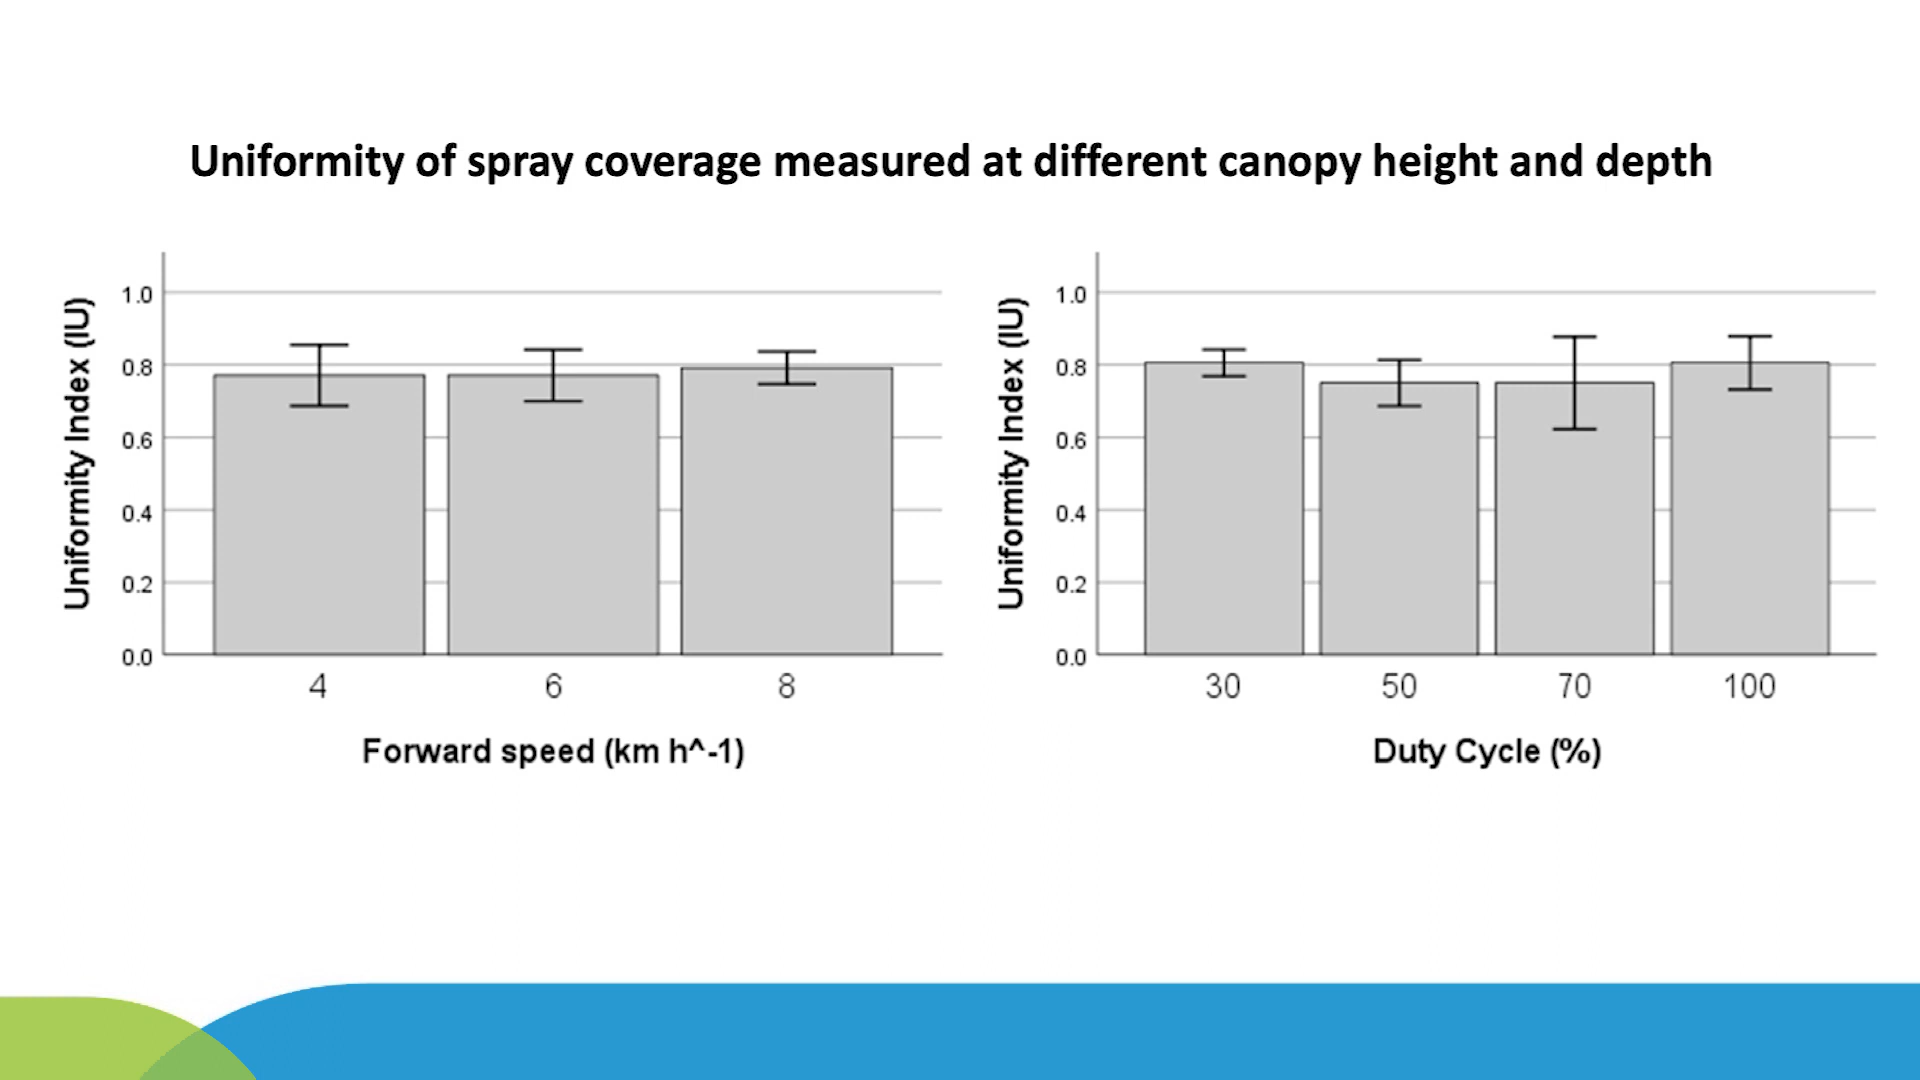 Uniformity of spray coverage measured at different canopy height and depth
Uniformity Index (IU)
1.0
0.8
0.6
0.4
0.2
0.0
4 6 8
Forward speed (km h^-1)
Uniformity Index (IU)
1.0
0.8
0.6
0.4
0.2
0.0
30 50 70 100
Duty Cycle (%)